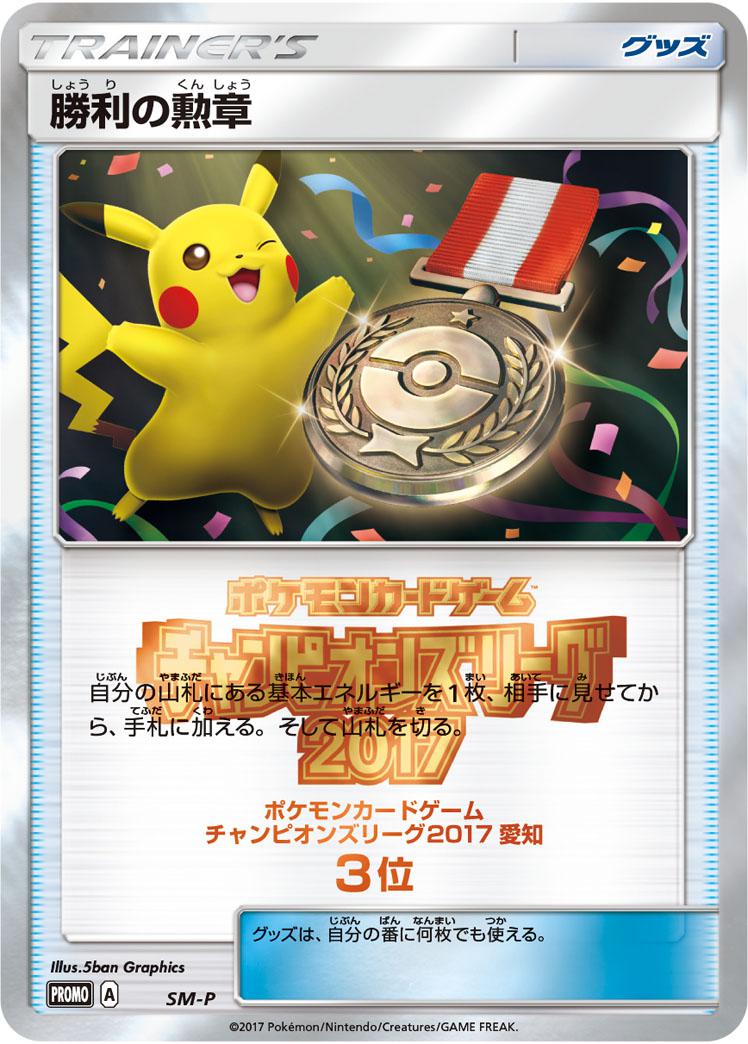 TRAINER'S
グッズ
しょうり くんしょう
勝利の勲章
ポケモンカードゲーム™
チャンピオンズリーグ
2017
じぶん やまふだ きほん まい あいて み
自分の山札にある基本エネルギーを1枚、相手に見せてか
てふだ くわ やまふだ き
ら、手札に加える。そして山札を切る。
ポケモンカードゲーム
チャンピオンズリーグ2017 愛知
3位
じぶん ばん なんまい つか
グッズは、自分の番に何枚でも使える。
Illus.5ban Graphics
PROMO A SM-P
©2017 Pokémon/Nintendo/Creatures/GAME FREAK.